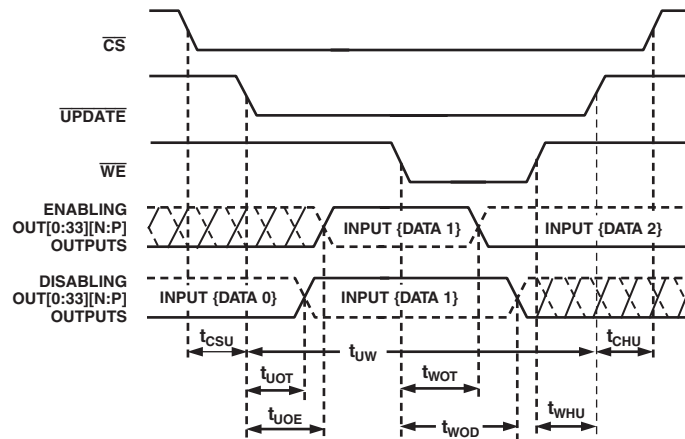 CS
UPDATE
WE
ENABLING
OUT[0:33][N:P]
OUTPUTS
INPUT {DATA 1}
INPUT {DATA 2}
DISABLING
OUT[0:33][N:P]
OUTPUTS
INPUT {DATA 0}
INPUT {DATA 1}
tCSU
tUW
tCHU
tUOT
tWOT
tUOE
tWOD
tWHU